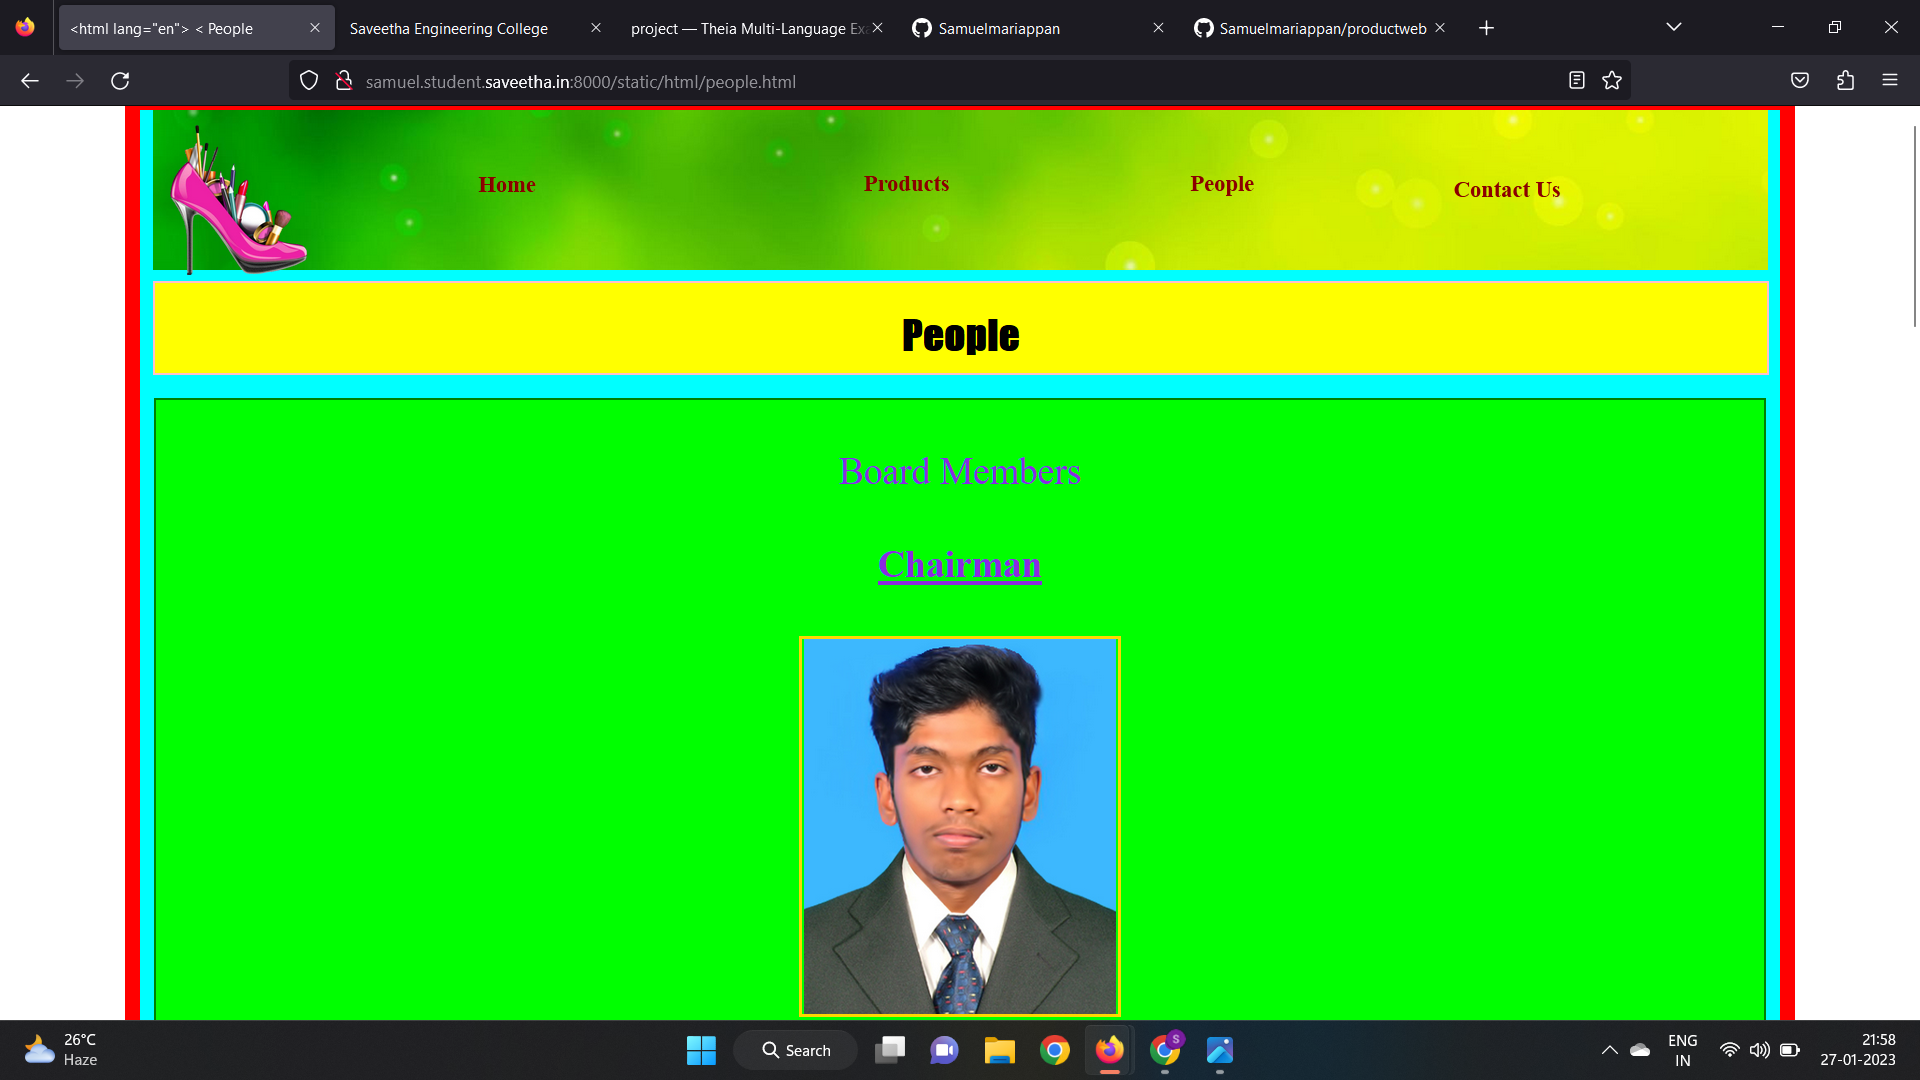 <html lang="en"> < People
Saveetha Engineering College
project — Theia Multi-Language Exa
Samuelmariappan
Samuelmariappan/productweb
samuel.student.saveetha.in:8000/static/html/people.html
Home
Products
People
Contact Us
People
Board Members
Chairman
26°C
Haze
Search
S
ENG
IN
21:58
27-01-2023